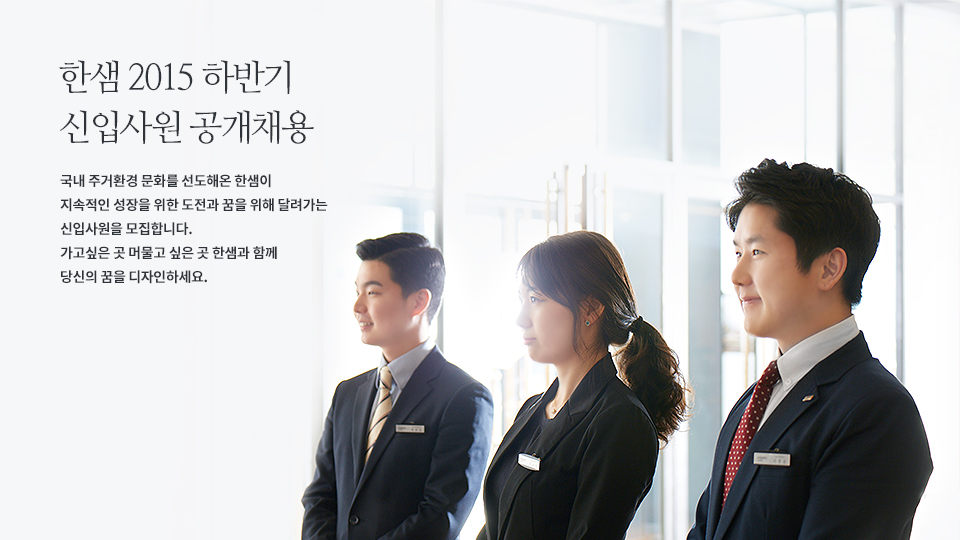 한샘 2015 하반기
신입사원 공개채용
국내 주거환경 문화를 선도해온 한샘이
지속적인 성장을 위한 도전과 꿈을 위해 달려가는
신입사원을 모집합니다.
가고싶은 곳 머물고 싶은 곳 한샘과 함께
당신의 꿈을 디자인하세요.